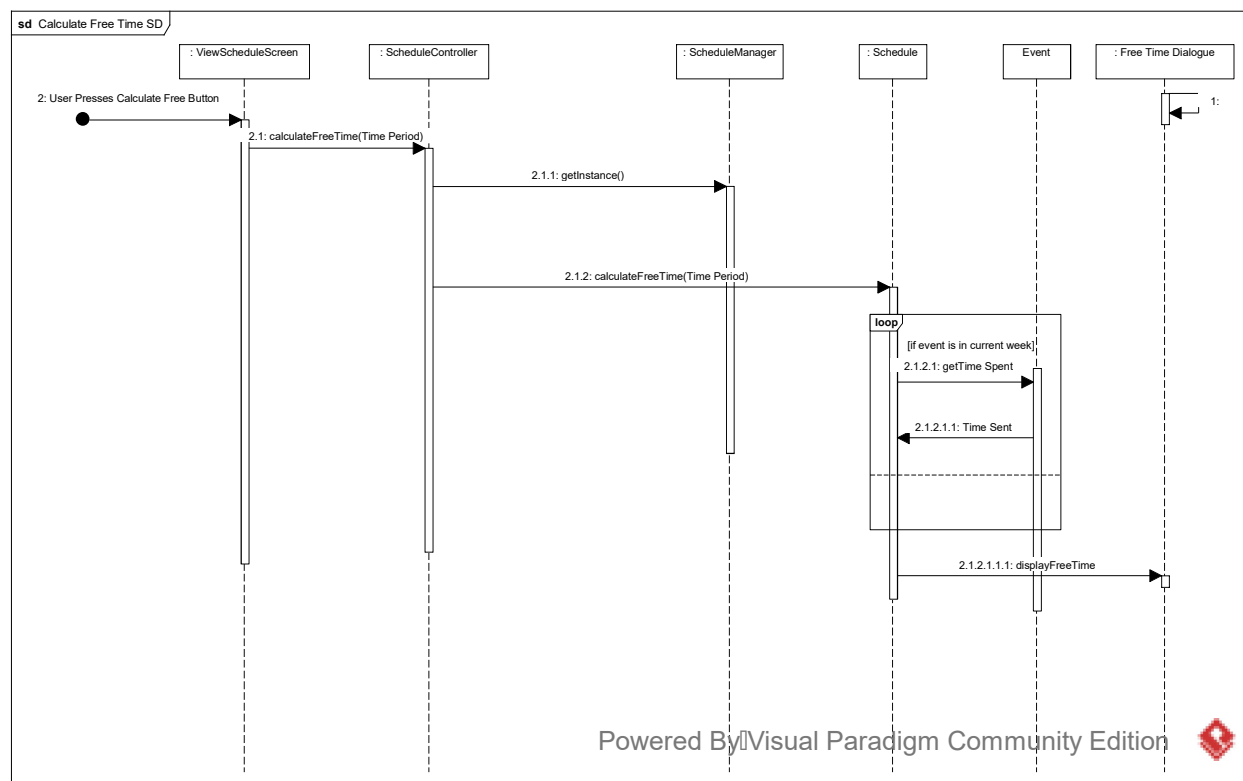 sd Calculate Free Time SD
: ViewScheduleScreen
: ScheduleController
: ScheduleManager
: Schedule
Event
: Free Time Dialogue
2: User Presses Calculate Free Button
1:
2.1: calculateFreeTime(Time Period)
2.1.1: getInstance()
2.1.2: calculateFreeTime(Time Period)
loop
[if event is in current week]
2.1.2.1: getTime Spent
2.1.2.1.1: Time Sent
2.1.2.1.1.1: displayFreeTime
Powered By Visual Paradigm Community Edition